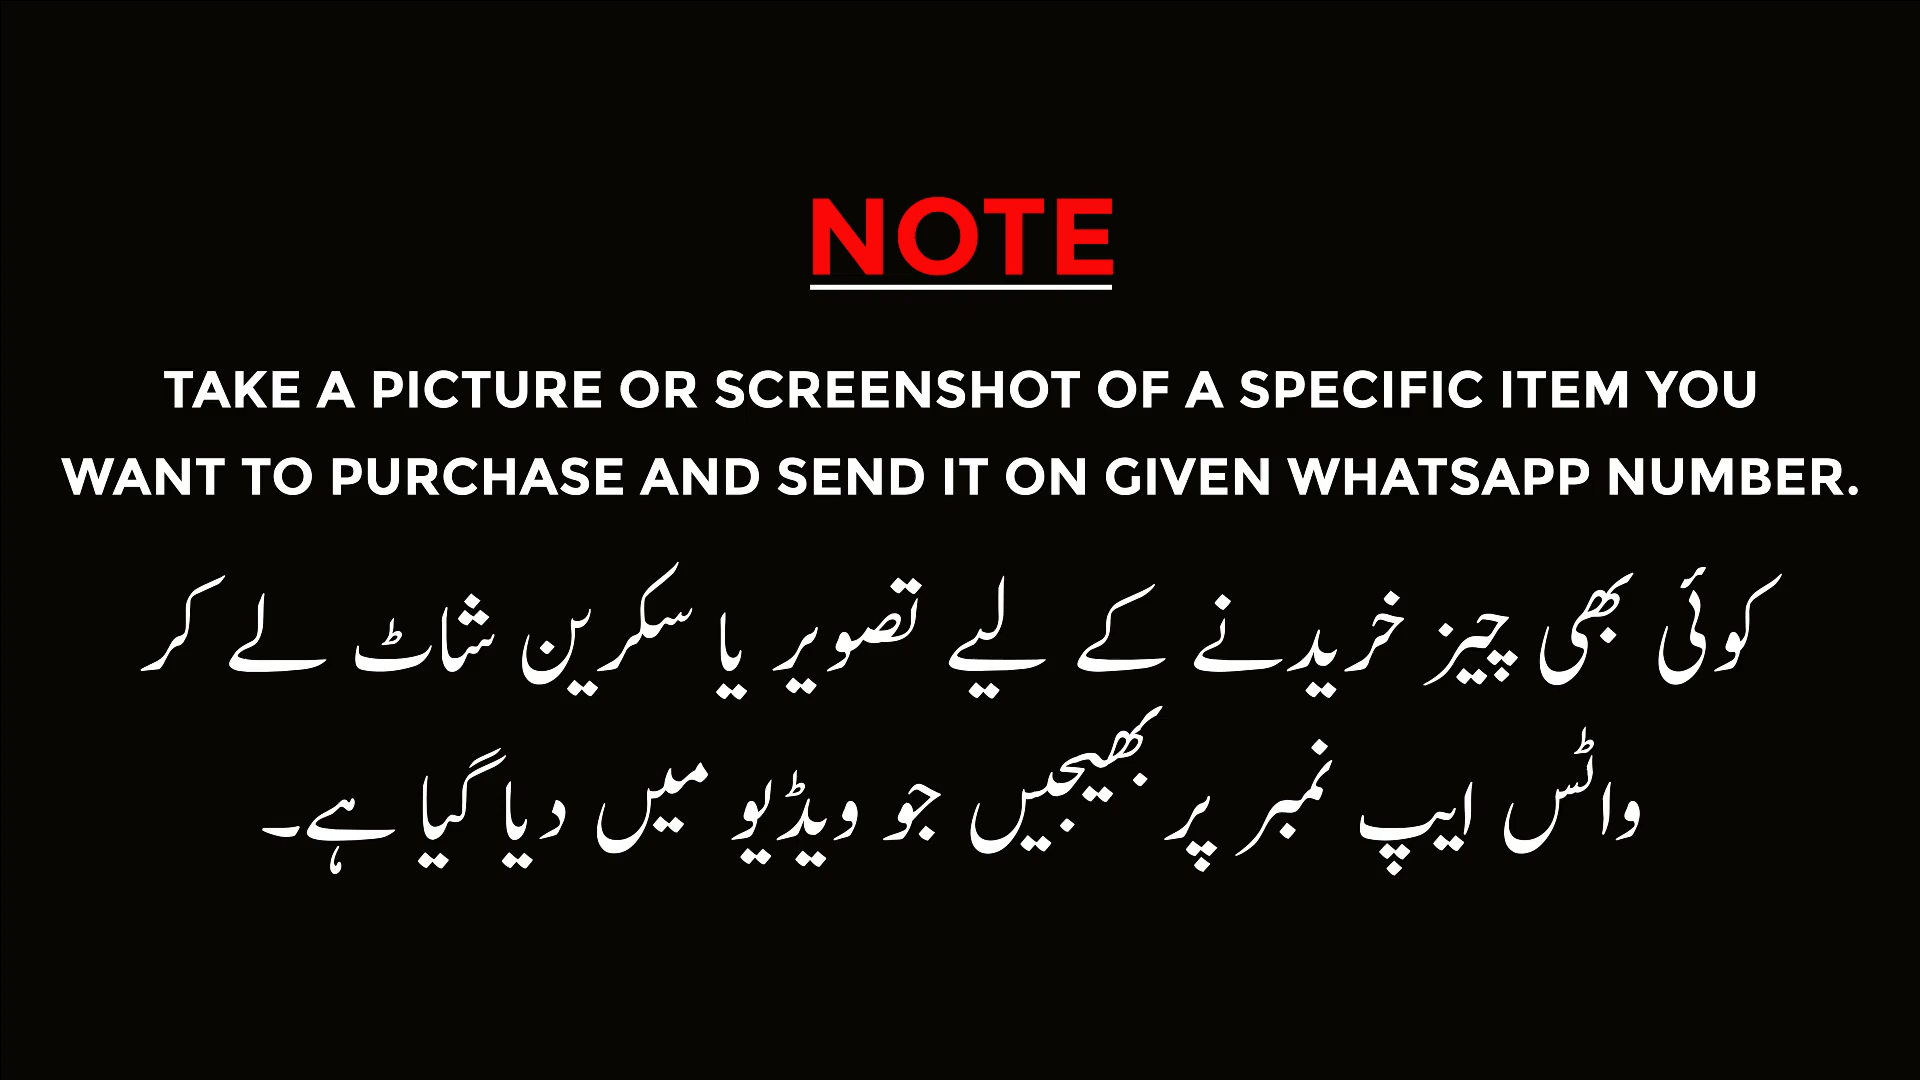 NOTE
TAKE A PICTURE OR SCREENSHOT OF A SPECIFIC ITEM YOU
WANT TO PURCHASE AND SEND IT ON GIVEN WHATSAPP NUMBER.
کوئی بھی چیز خریدنے کے لیے تصویر یا سکرین شاٹ لے کر
واٹس ایپ نمبر پر بھیجیں جو ویڈیو میں دیا گیا ہے۔